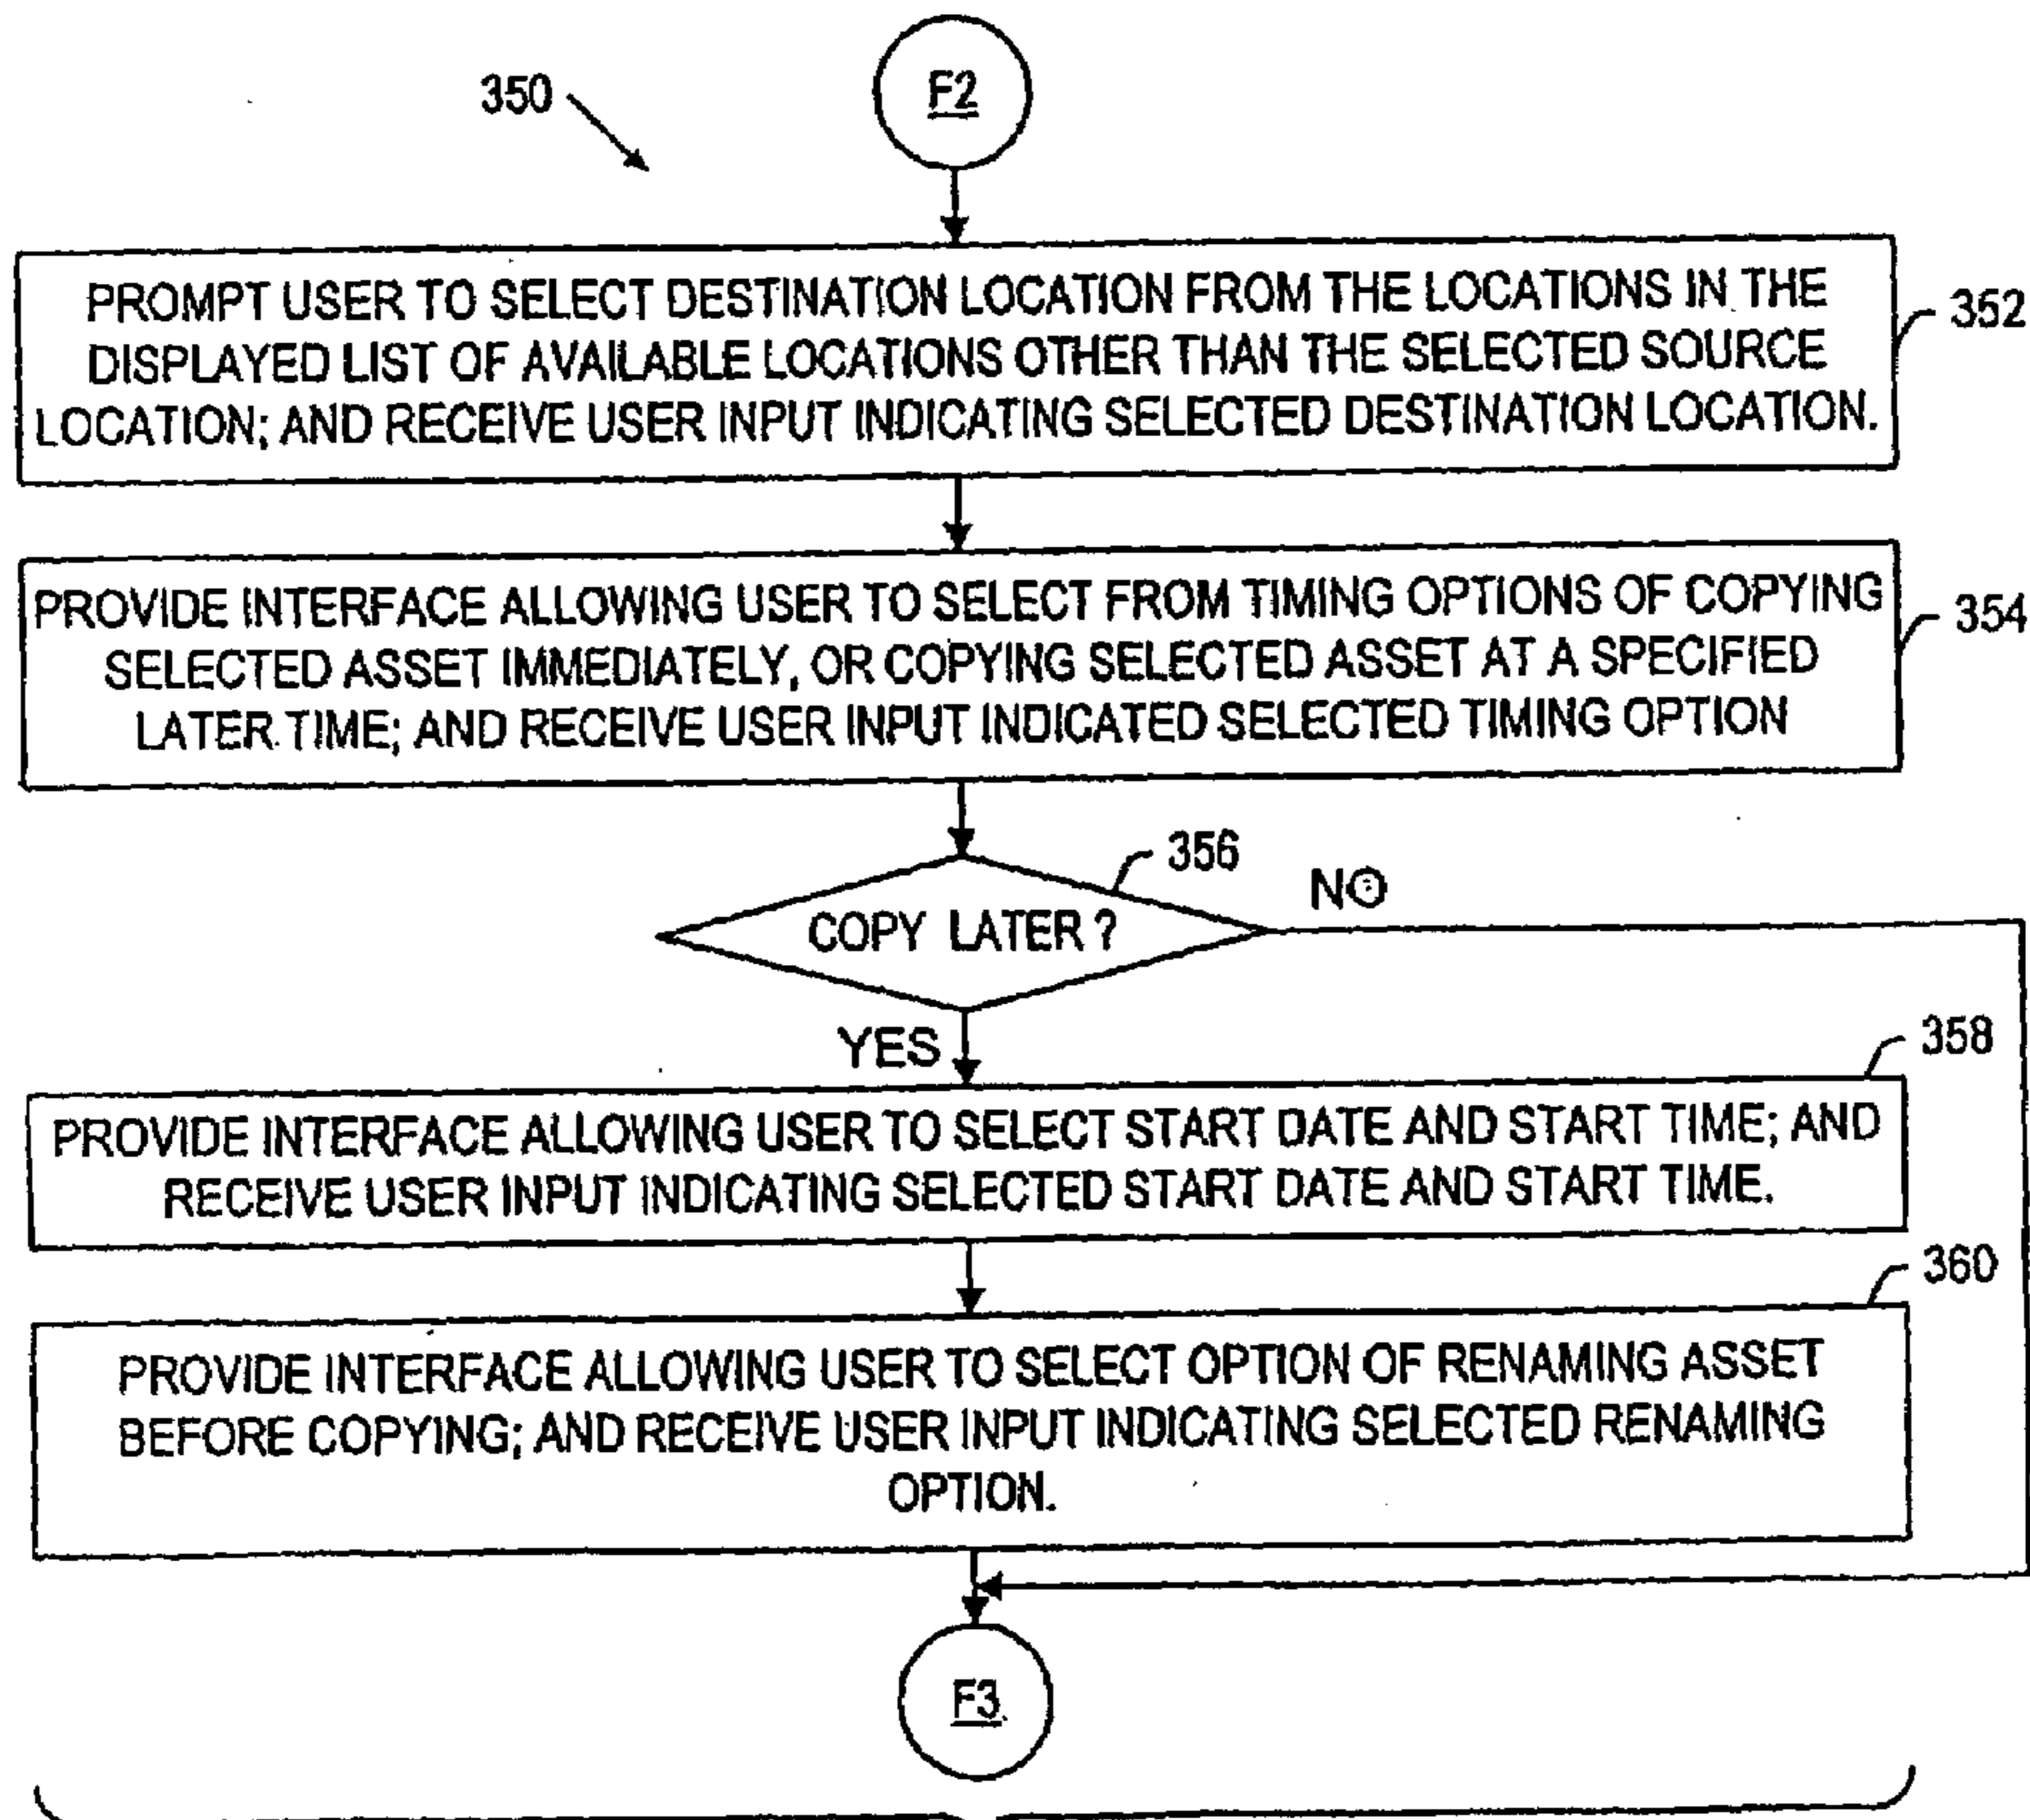 350
F2
PROMPT USER TO SELECT DESTINATION LOCATION FROM THE LOCATIONS IN THE
DISPLAYED LIST OF AVAILABLE LOCATIONS OTHER THAN THE SELECTED SOURCE
LOCATION; AND RECEIVE USER INPUT INDICATING SELECTED DESTINATION LOCATION.
352
PROVIDE INTERFACE ALLOWING USER TO SELECT FROM TIMING OPTIONS OF COPYING
SELECTED ASSET IMMEDIATELY, OR COPYING SELECTED ASSET AT A SPECIFIED
LATER TIME; AND RECEIVE USER INPUT INDICATED SELECTED TIMING OPTION
354
356
COPY LATER?
NO
YES
358
PROVIDE INTERFACE ALLOWING USER TO SELECT START DATE AND START TIME; AND
RECEIVE USER INPUT INDICATING SELECTED START DATE AND START TIME.
360
PROVIDE INTERFACE ALLOWING USER TO SELECT OPTION OF RENAMING ASSET
BEFORE COPYING; AND RECEIVE USER INPUT INDICATING SELECTED RENAMING
OPTION.
F3